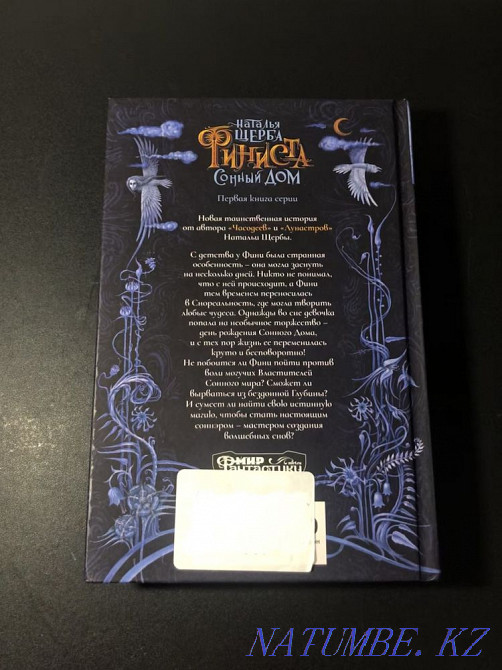 Наталья
ЩЕРБА
ФИНИСТА
СОННЫЙ ДОМ
Первая книга серии
Новая таинственная история
от автора «Часодеев» и «Лунастров»
Натальи Щербы.
С детства у Фини была странная
особенность – она могла заснуть
на несколько дней. Никто не понимал,
что с ней происходит, а Фини
тем временем переносилась
в Снореальность, где могла творить
любые чудеса. Однажды во сне девочка
попала на необычное торжество –
день рождения Сонного Дома,
и с тех пор жизнь ее переменилась
круто и бесповоротно!
Не побоится ли Фини пойти против
воли могучих Властителей
Сонного мира? Сможет ли
вырваться из бездонной Глубины?
И сумеет ли найти свою истинную
магию, чтобы стать настоящим
сониэром – мастером создания
волшебных снов?
МИР
ФАНТАСТИКИ
NATUMBE. KZ